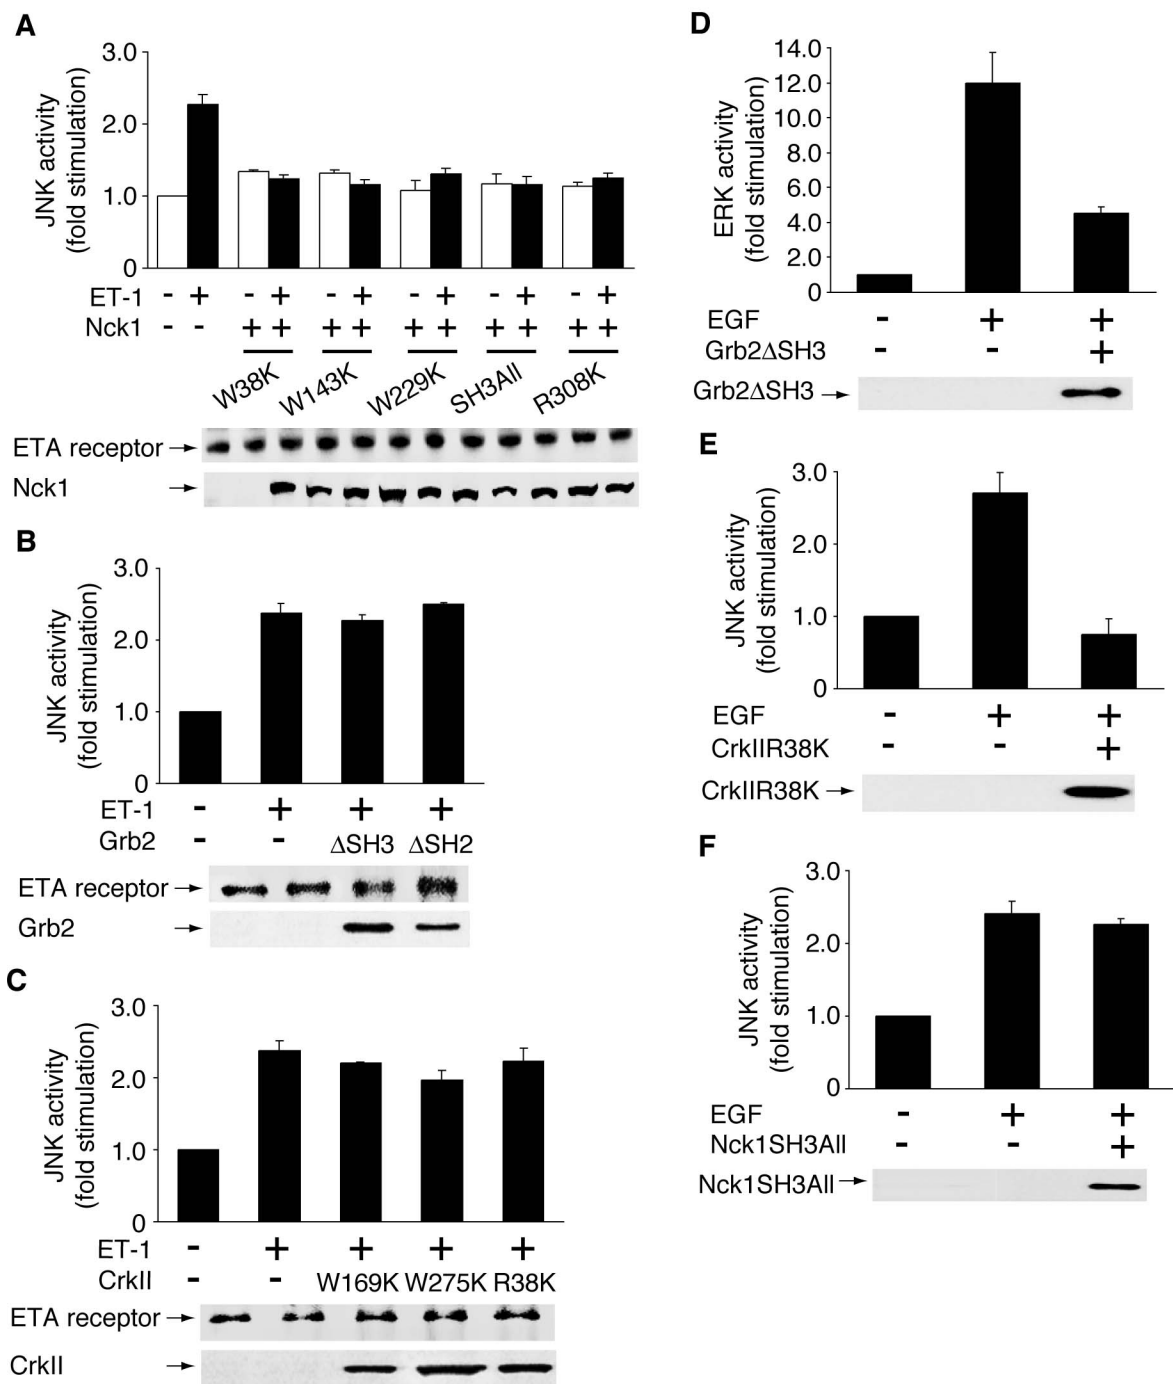 A
JNK activity
(fold stimulation)
3.0
2.0
1.0
0
ET-1 - + - + - + - + - + - +
Nck1 - - + + + + + + + + + +
W38K W143K W229K SH3All R308K
ETA receptor →
Nck1 →
B
JNK activity
(fold stimulation)
3.0
2.0
1.0
0
ET-1 - + + +
Grb2 - - ΔSH3 ΔSH2
ETA receptor →
Grb2 →
C
JNK activity
(fold stimulation)
3.0
2.0
1.0
0
ET-1 - + + + +
CrkII - - W169K W275K R38K
ETA receptor →
CrkII →
D
ERK activity
(fold stimulation)
14.0
12.0
10.0
8.0
6.0
4.0
2.0
0
EGF - + +
Grb2ΔSH3 - - +
Grb2ΔSH3 →
E
JNK activity
(fold stimulation)
3.0
2.0
1.0
0
EGF - + +
CrkIIR38K - - +
CrkIIR38K →
F
JNK activity
(fold stimulation)
3.0
2.0
1.0
0
EGF - + +
Nck1SH3All - - +
Nck1SH3All →